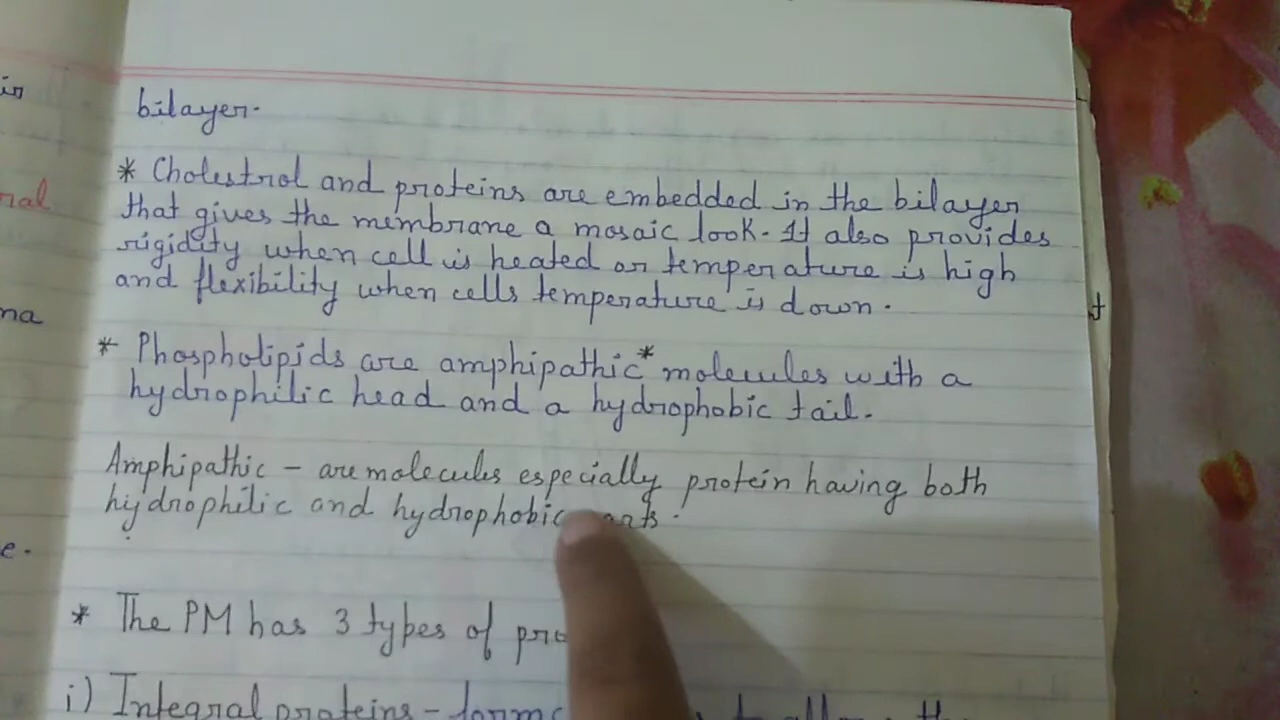 bilayer.
* Cholestrol and proteins are embedded in the bilayer
that gives the membrane a mosaic look. It also provides
rigidity when cell is heated or temperature is high
and flexibility when cells temperature is down.
* Phospholipids are amphipathic* molecules with a
hydrophilic head and a hydrophobic tail.
Amphipathic - are molecules especially protein having both
hydrophilic and hydrophobic
* The PM has 3 types of
i) Integral proteins -